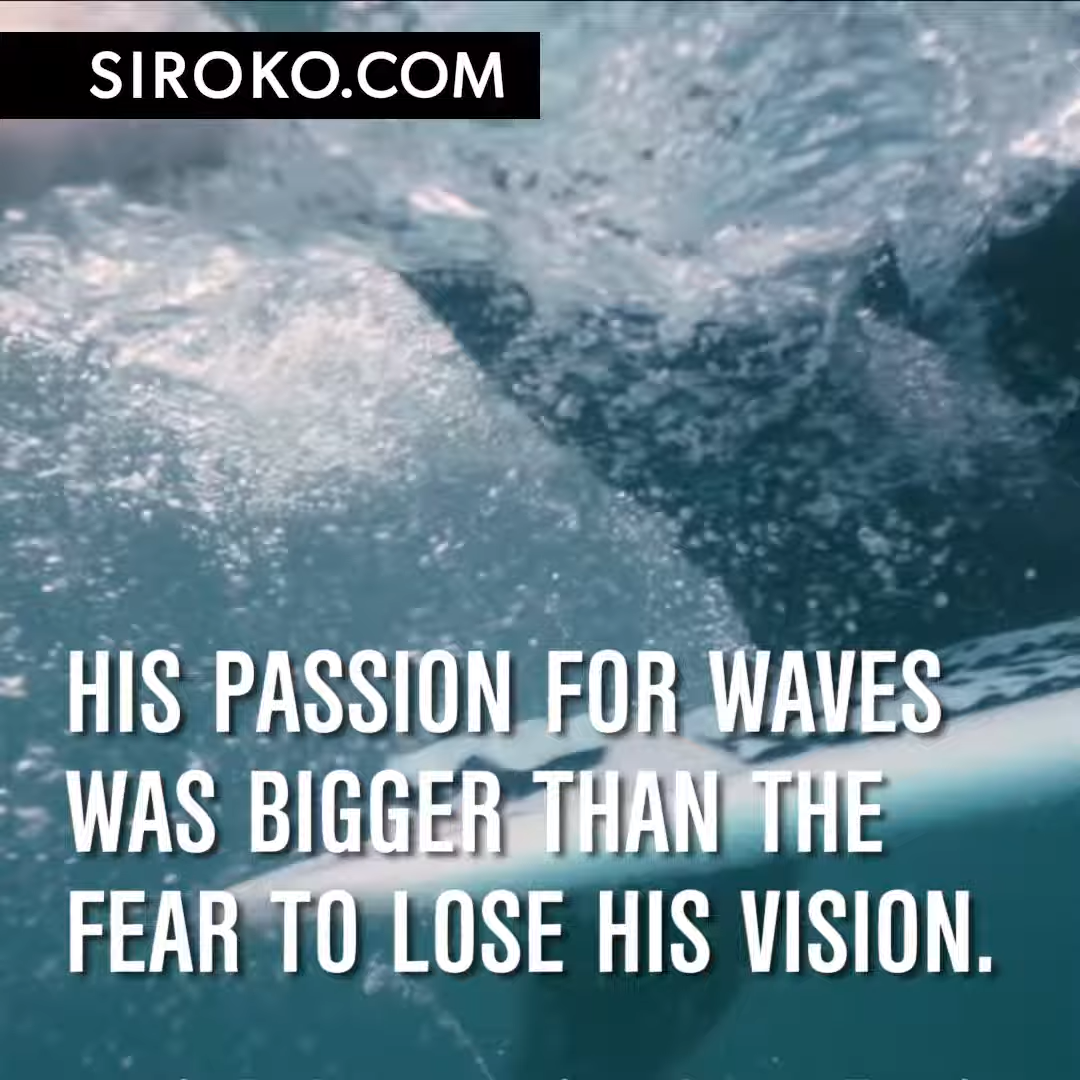 SIROKO.COM
HIS PASSION FOR WAVES
WAS BIGGER THAN THE
FEAR TO LOSE HIS VISION.